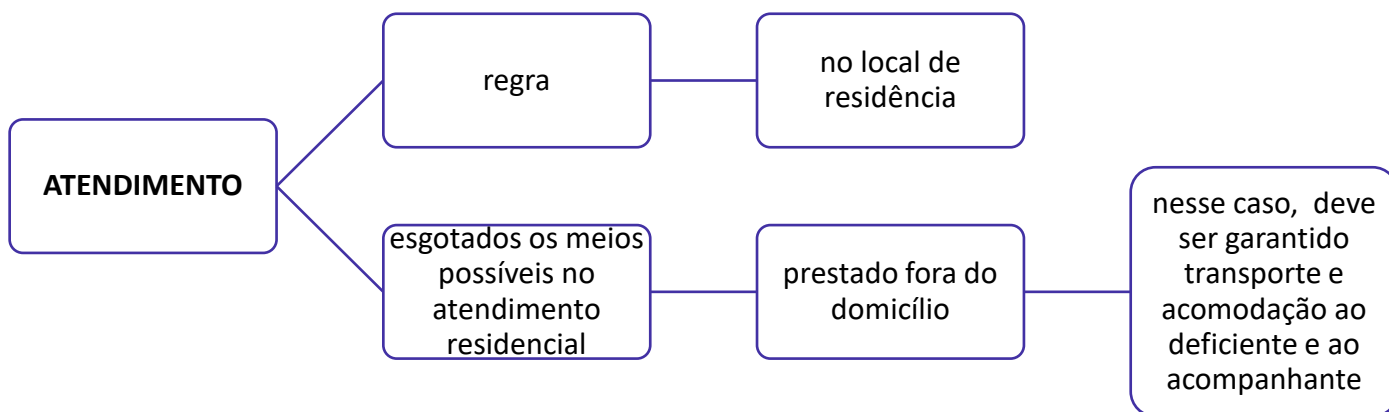 ATENDIMENTO
regra
no local de
residência
esgotados os meios
possíveis no
atendimento
residencial
prestado fora do
domicílio
nesse caso, deve
ser garantido
transporte e
acomodação ao
deficiente e ao
acompanhante